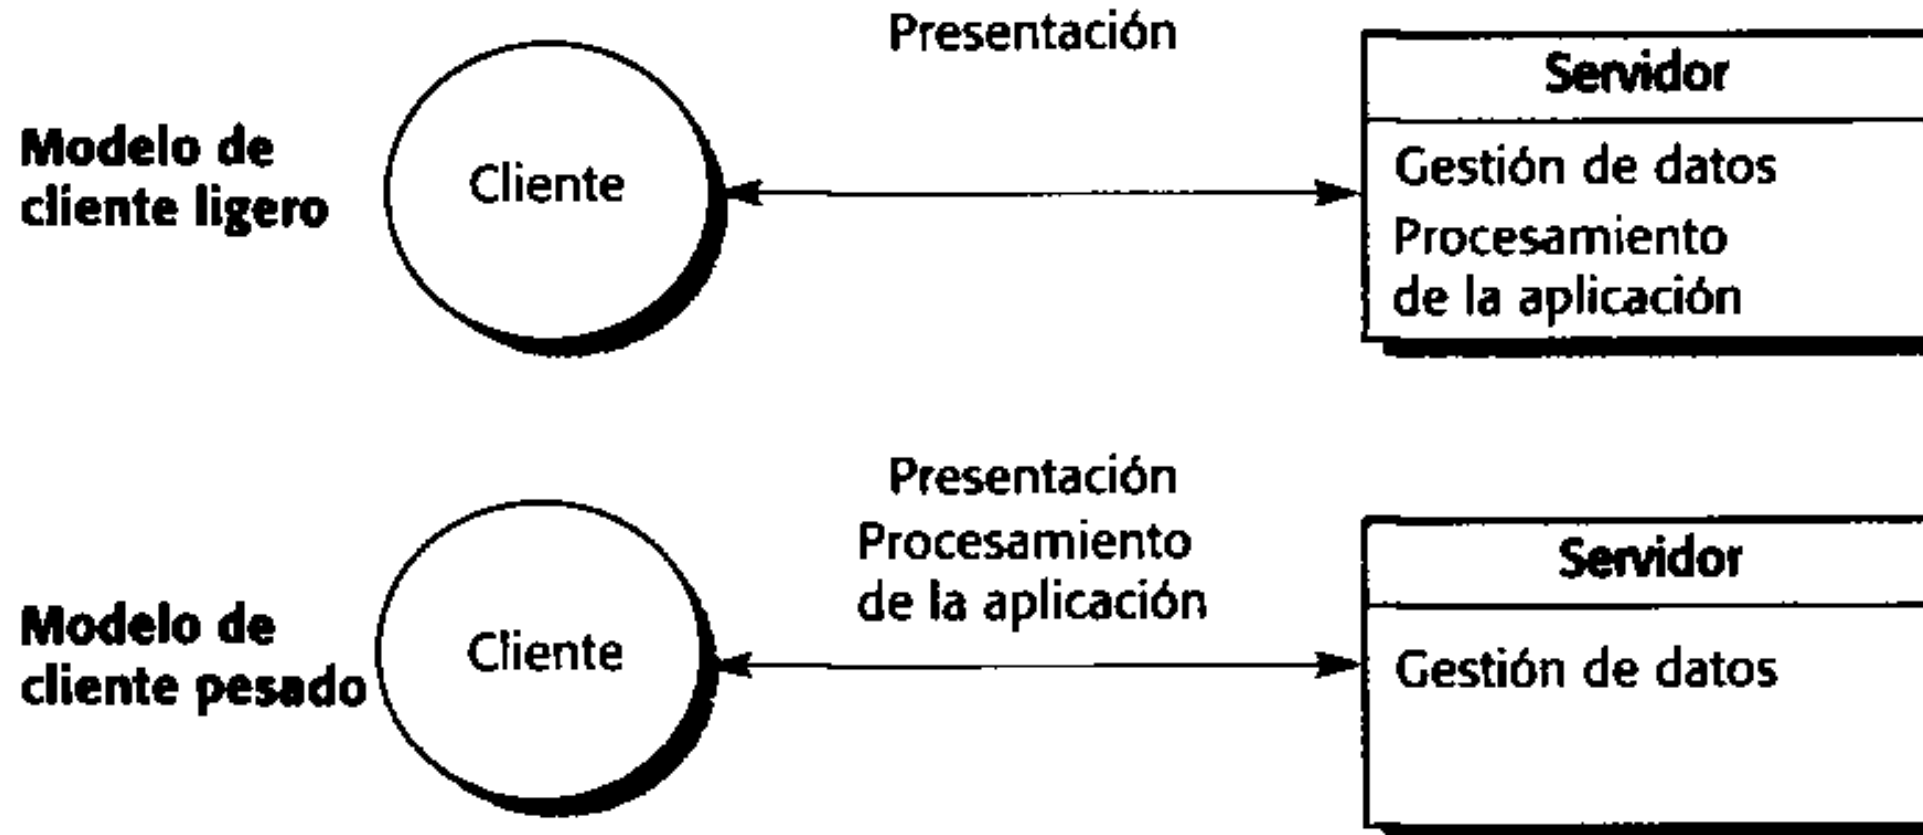 Presentación
Servidor
Modelo de
cliente ligero
Cliente
Gestión de datos
Procesamiento
de la aplicación
Presentación
Procesamiento
de la aplicación
Servidor
Modelo de
cliente pesado
Cliente
Gestión de datos